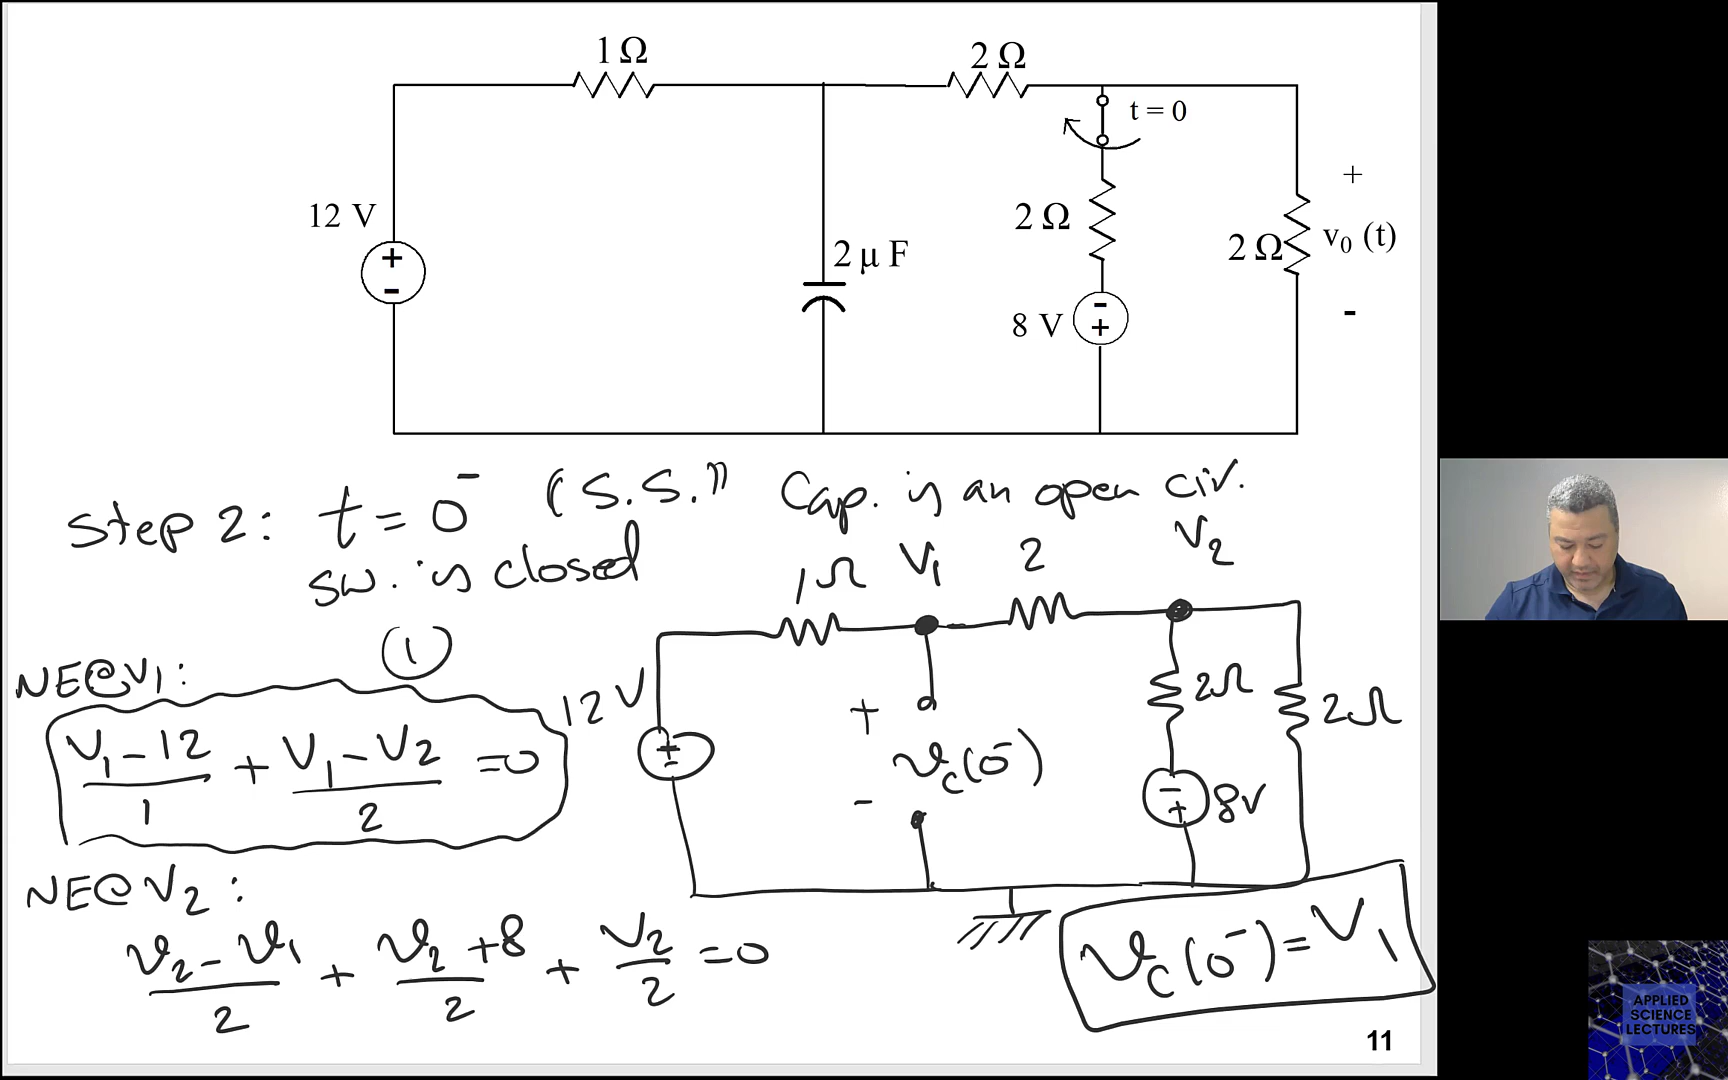 1 Ω
2 Ω
t = 0
12 V
+
-
2 μ F
2 Ω
8 V
-
+
2 Ω
+
v₀ (t)
-
Step 2: t = 0⁻ (S.S.) Cap. is an open cir.
SW. is closed
1Ω V₁ 2 V₂
NE@V₁: ①
(V₁ - 12)/1 + (V₁ - V₂)/2 = 0
12 V
+
-
+
v_c(0⁻)
-
2Ω
2Ω
-
+
8V
NE@V₂:
(v₂ - v₁)/2 + (v₂ + 8)/2 + V₂/2 = 0
v_c(0⁻) = V₁
11
APPLIED
SCIENCE
LECTURES